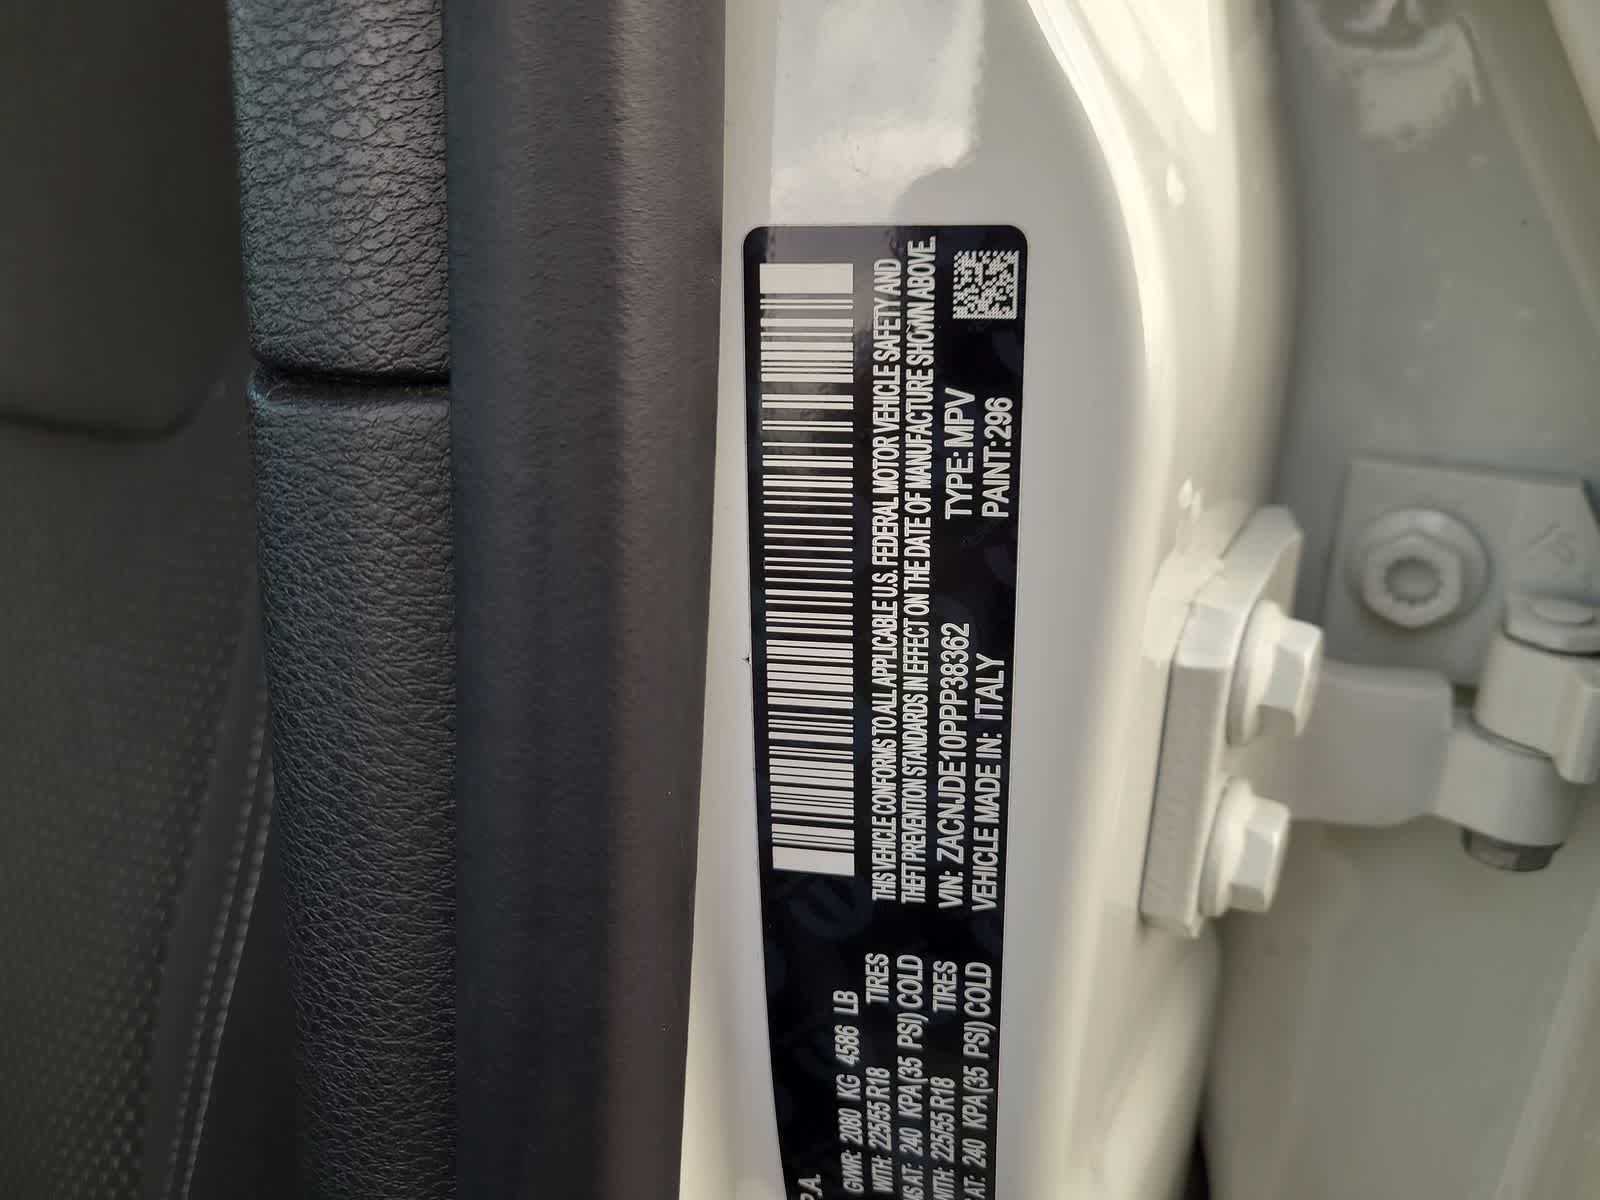 P.A.
GVWR: 2080 KG 4586 LB
WITH: 225/55 R18 TIRES
AT: 240 KPA(35 PSI) COLD
WITH: 225/55 R18 TIRES
AT: 240 KPA(35 PSI) COLD
THIS VEHICLE CONFORMS TO ALL APPLICABLE U.S. FEDERAL MOTOR VEHICLE SAFETY AND
THEFT PREVENTION STANDARDS IN EFFECT ON THE DATE OF MANUFACTURE SHOWN ABOVE.
VIN: ZACNJDE10PPP38362 TYPE: MPV
VEHICLE MADE IN: ITALY PAINT: 296